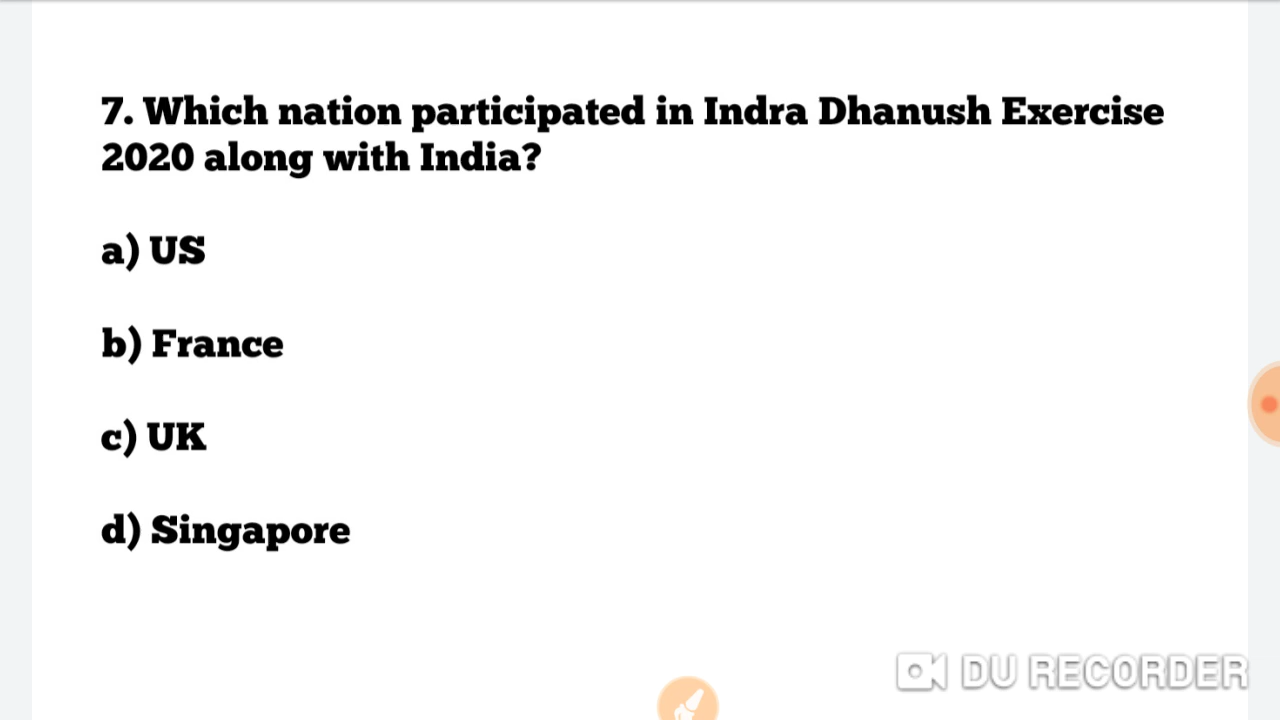 7. Which nation participated in Indra Dhanush Exercise
2020 along with India?
a) US
b) France
c) UK
d) Singapore
DU RECORDER